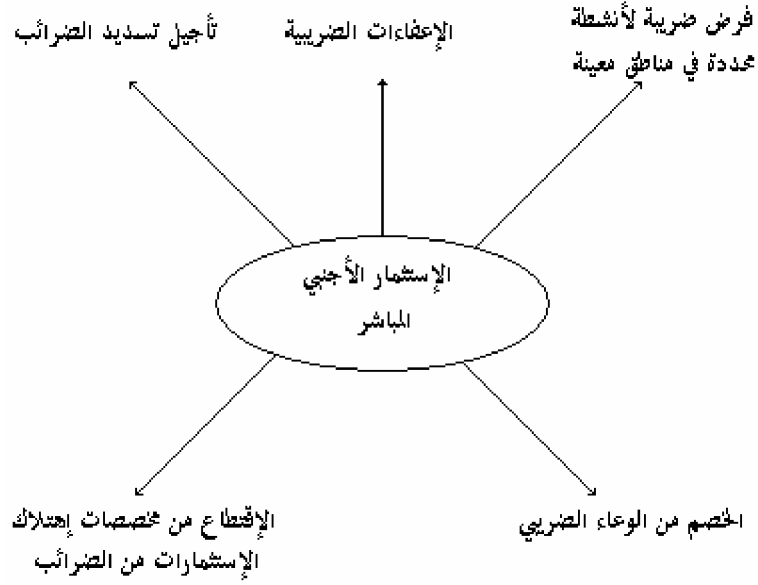 فرض ضريبة لأنشطة
محددة في مناطق معينة
الإعفاءات الضريبية
تأجيل تسديد الضرائب
الإستثمار الأجنبي
المباشر
الخصم من الوعاء الضريبي
الإقتطاع من مخصصات إهتلاك
الإستثمارات من الضرائب